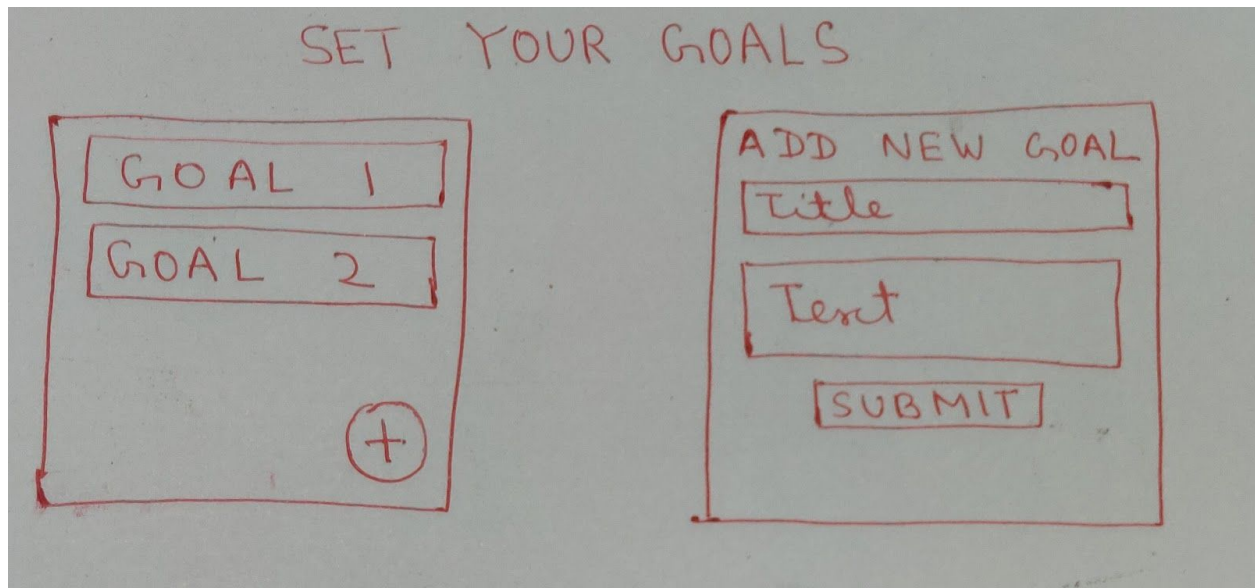 SET YOUR GOALS
GOAL 1
GOAL 2
+
ADD NEW GOAL
Title
Text
SUBMIT